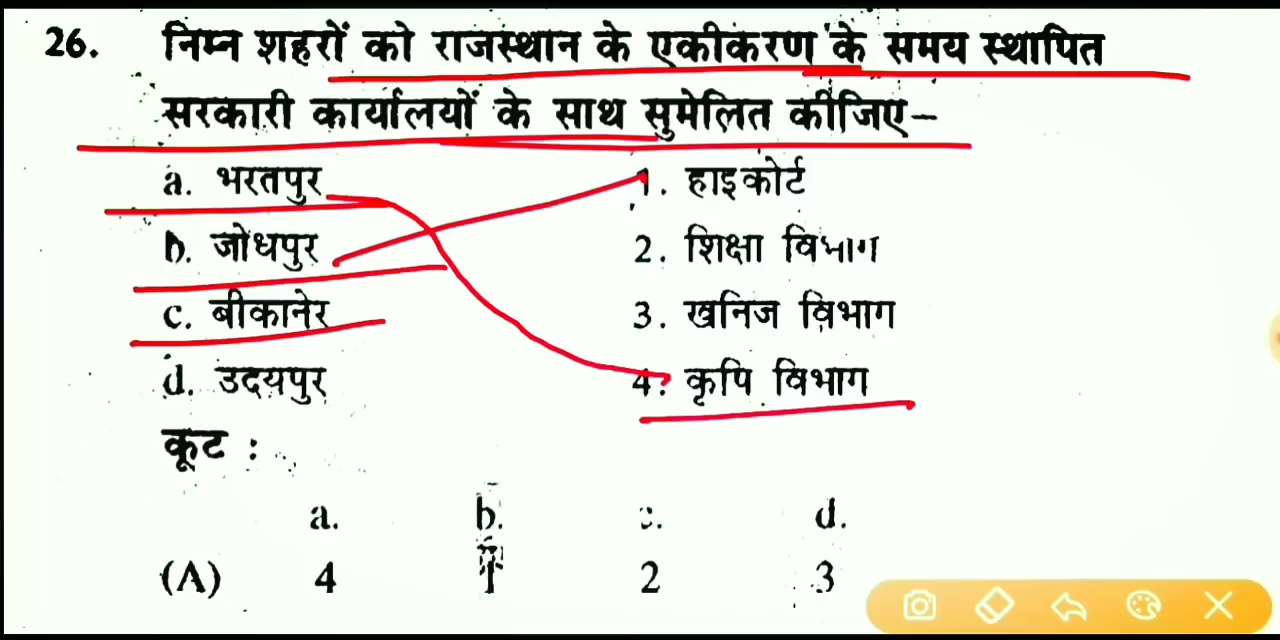 26. निम्न शहरों को राजस्थान के एकीकरण के समय स्थापित
सरकारी कार्यालयों के साथ सुमेलित कीजिए–
a. भरतपुर 1. हाइकोर्ट
b. जोधपुर 2. शिक्षा विभाग
c. बीकानेर 3. खनिज विभाग
d. उदयपुर 4. कृषि विभाग
कूट :
a. b. c. d.
(A) 4 1 2 3